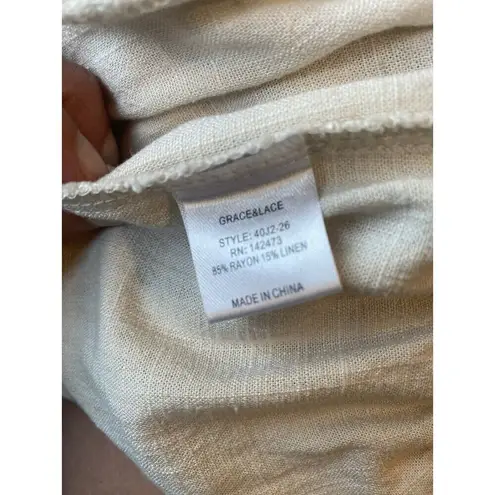 GRACE&LACE
STYLE: 40J2-26
RN: 142473
85% RAYON 15% LINEN
MADE IN CHINA